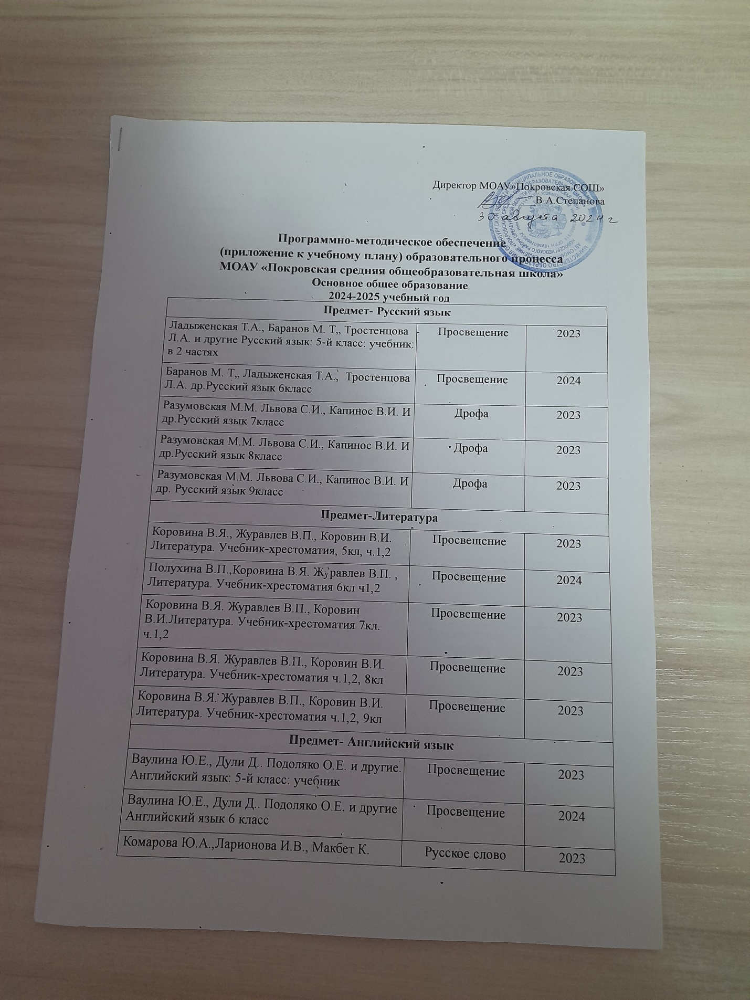 Директор МОАУ»Покровская СОШ»
В.А.Степанова
30 августа 2024 г
Программно-методическое обеспечение
(приложение к учебному плану) образовательного процесса
МОАУ «Покровская средняя общеобразовательная школа»
Основное общее образование
2024-2025 учебный год
Предмет- Русский язык
Ладыженская Т.А., Баранов М. Т,, Тростенцова
Л.А. и другие Русский язык: 5-й класс: учебник:
в 2 частях
Просвещение
2023
Баранов М. Т,, Ладыженская Т.А., Тростенцова
Л.А. др.Русский язык 6класс
Просвещение
2024
Разумовская М.М. Львова С.И., Капинос В.И. И
др.Русский язык 7класс
Дрофа
2023
Разумовская М.М. Львова С.И., Капинос В.И. И
др.Русский язык 8класс
Дрофа
2023
Разумовская М.М. Львова С.И., Капинос В.И. И
др. Русский язык 9класс
Дрофа
2023
Предмет-Литература
Коровина В.Я., Журавлев В.П., Коровин В.И.
Литература. Учебник-хрестоматия, 5кл, ч.1,2
Просвещение
2023
Полухина В.П.,Коровина В.Я. Журавлев В.П. ,
Литература. Учебник-хрестоматия 6кл ч1,2
Просвещение
2024
Коровина В.Я. Журавлев В.П., Коровин
В.И.Литература. Учебник-хрестоматия 7кл.
ч.1,2
Просвещение
2023
Коровина В.Я. Журавлев В.П., Коровин В.И.
Литература. Учебник-хрестоматия ч.1,2, 8кл
Просвещение
2023
Коровина В.Я. Журавлев В.П., Коровин В.И.
Литература. Учебник-хрестоматия ч.1,2, 9кл
Просвещение
2023
Предмет- Английский язык
Ваулина Ю.Е., Дули Д.. Подоляко О.Е. и другие.
Английский язык: 5-й класс: учебник
Просвещение
2023
Ваулина Ю.Е., Дули Д.. Подоляко О.Е. и другие
Английский язык 6 класс
Просвещение
2024
Комарова Ю.А.,Ларионова И.В., Макбет К.
Русское слово
2023